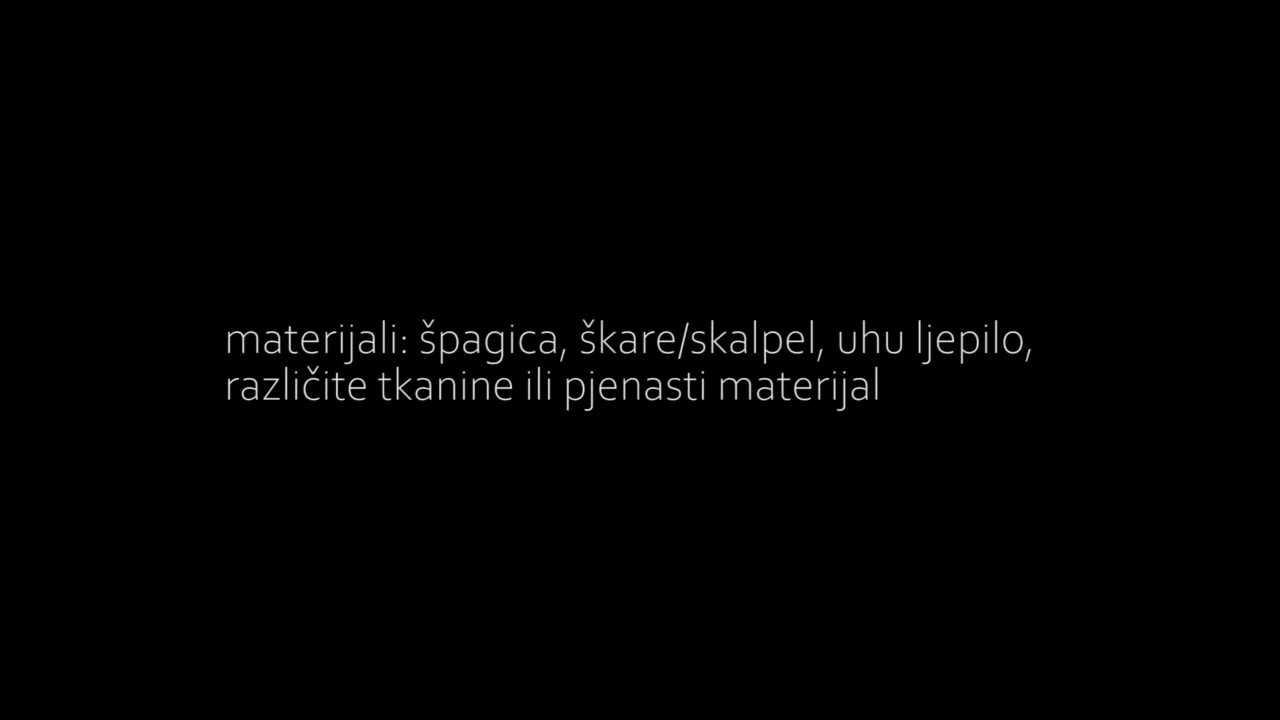 materijali: špagica, škare/skalpel, uhu ljepilo,
različite tkanine ili pjenasti materijal